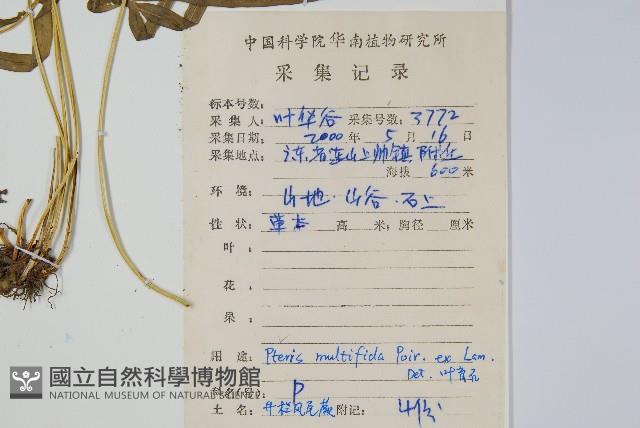 中国科学院华南植物研究所
采集记录
标本号数：
采集人：叶华谷 采集号数：3772
采集日期： 2000 年 5 月 16 日
采集地点：广东省连山上帅镇附近
海拔 600 米
环境：山地·山谷·石上
性状：草本 高 米；胸径 厘米
叶：
花：
果：
用途：Pteris multifida Poir. ex Lam.
Det. 叶华谷
P
土名：井栏凤尾蕨 附记： 4份
國立自然科學博物館
NATIONAL MUSEUM OF NATURAL